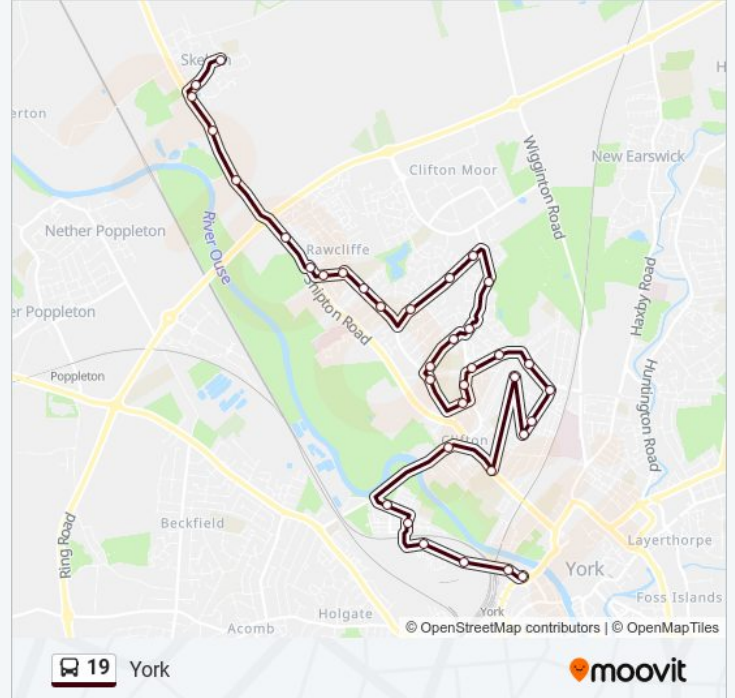 Skelton
erton
H
Wigginton Road
New Earswick
Clifton Moor
River Ouse
Nether Poppleton
Rawcliffe
Haxby Road
er Poppleton
Shipton Road
Huntington Road
Poppleton
Clifton
Ring Road
Beckfield
Layerthorpe
York
Foss Islands
York
Holgate
Acomb
© OpenStreetMap contributors | © OpenMapTiles
19 York
moovit